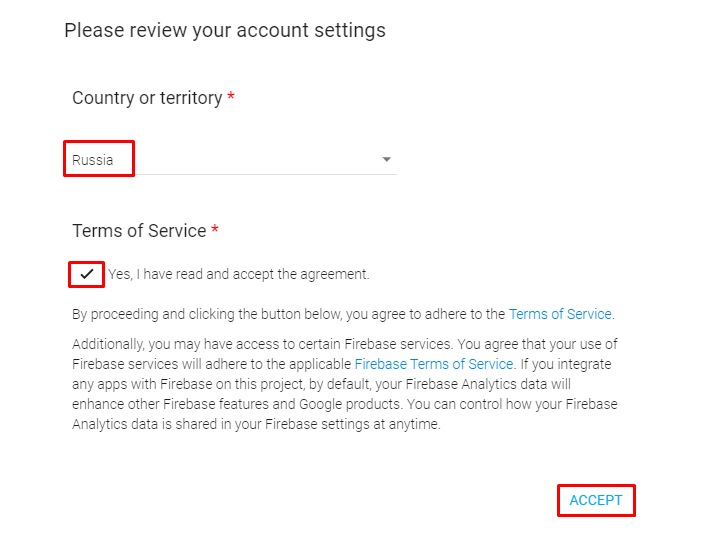 Please review your account settings
Country or territory *
Russia
Terms of Service *
Yes, I have read and accept the agreement.
By proceeding and clicking the button below, you agree to adhere to the Terms of Service.
Additionally, you may have access to certain Firebase services. You agree that your use of
Firebase services will adhere to the applicable Firebase Terms of Service. If you integrate
any apps with Firebase on this project, by default, your Firebase Analytics data will
enhance other Firebase features and Google products. You can control how your Firebase
Analytics data is shared in your Firebase settings at anytime.
ACCEPT